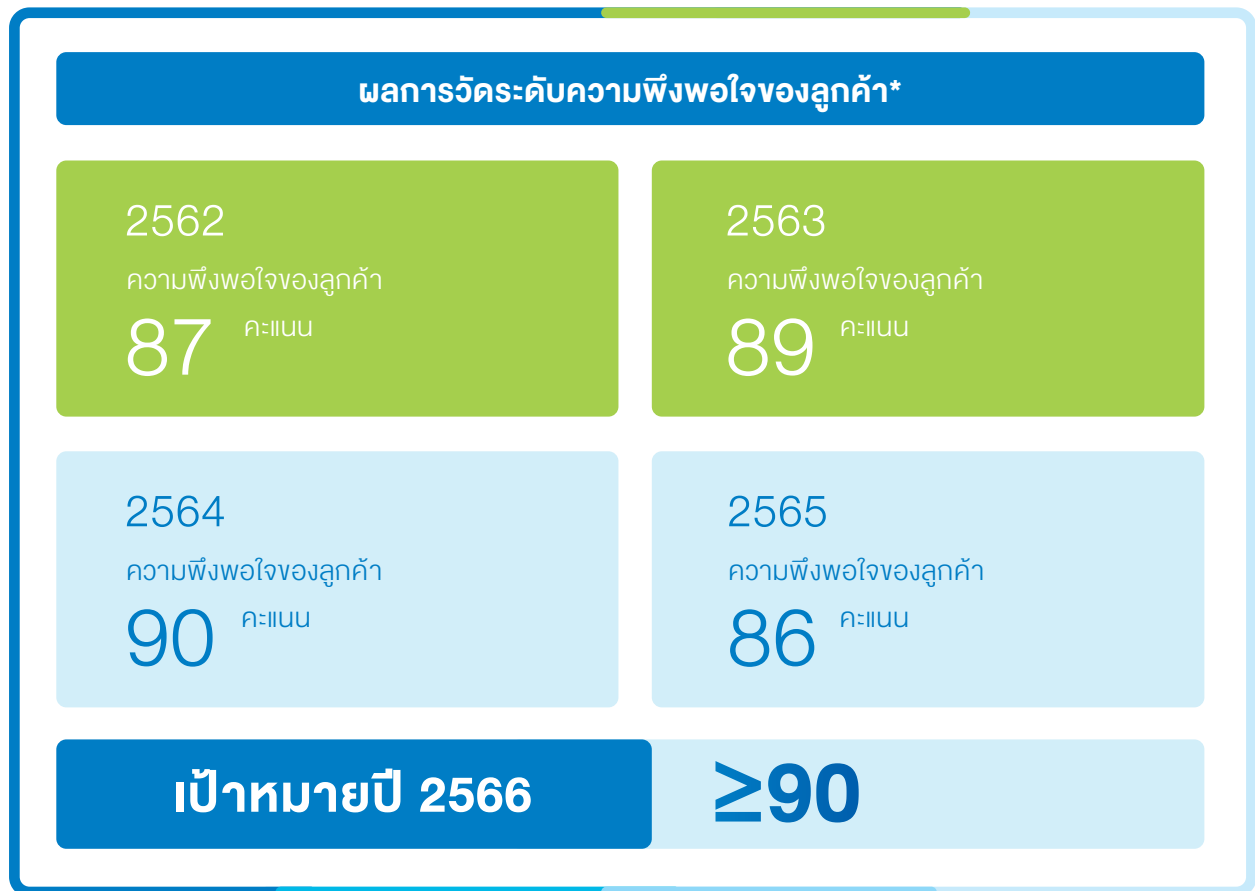 ผลการวัดระดับความพึงพอใจของลูกค้า*
2562
ความพึงพอใจของลูกค้า
87 คะแนน
2563
ความพึงพอใจของลูกค้า
89 คะแนน
2564
ความพึงพอใจของลูกค้า
90 คะแนน
2565
ความพึงพอใจของลูกค้า
86 คะแนน
เป้าหมายปี 2566
≥90